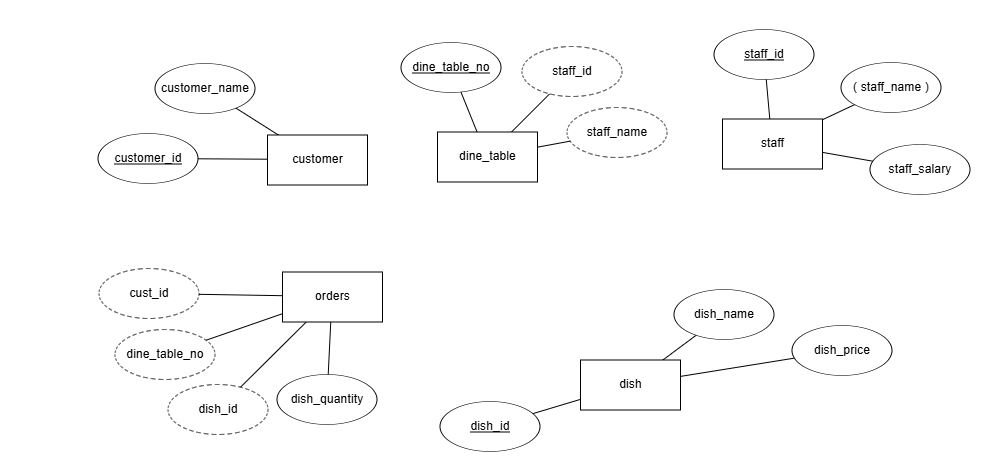 customer_name
customer_id
customer
dine_table_no
staff_id
staff_name
dine_table
staff_id
( staff_name )
staff
staff_salary
cust_id
orders
dine_table_no
dish_id
dish_quantity
dish_name
dish_price
dish
dish_id